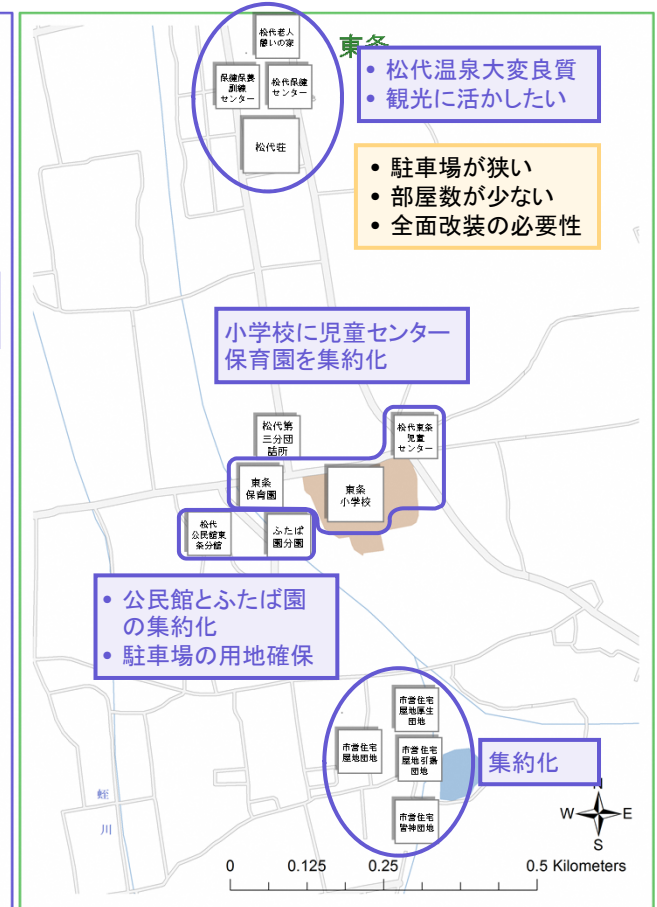 東条
松代老人
憩いの家
保健保養
訓練
センター
松代保健
センター
松代荘
• 松代温泉大変良質
• 観光に活かしたい
• 駐車場が狭い
• 部屋数が少ない
• 全面改装の必要性
小学校に児童センター
保育園を集約化
松代第
三分団
詰所
松代東条
児童
センター
東条
保育園
東条
小学校
松代
公民館東
条分館
ふたば
園分園
• 公民館とふたば園
の集約化
• 駐車場の用地確保
市営住宅
屋地厚生
団地
市営住宅
屋地団地
市営住宅
屋地引揚
団地
市営住宅
皆神団地
集約化
蛭
川
N
W E
S
0 0.125 0.25 0.5 Kilometers